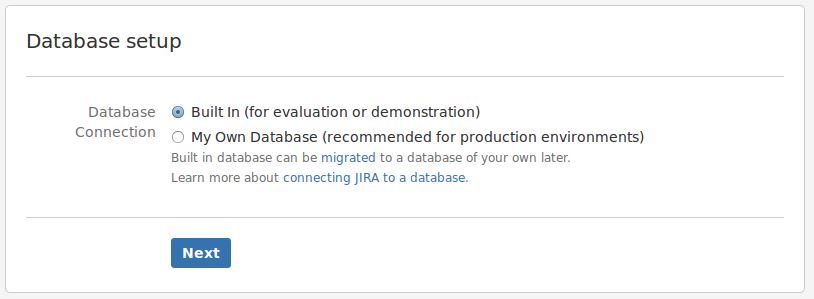 Database setup
Database
Connection
Built In (for evaluation or demonstration)
My Own Database (recommended for production environments)
Built in database can be migrated to a database of your own later.
Learn more about connecting JIRA to a database.
Next